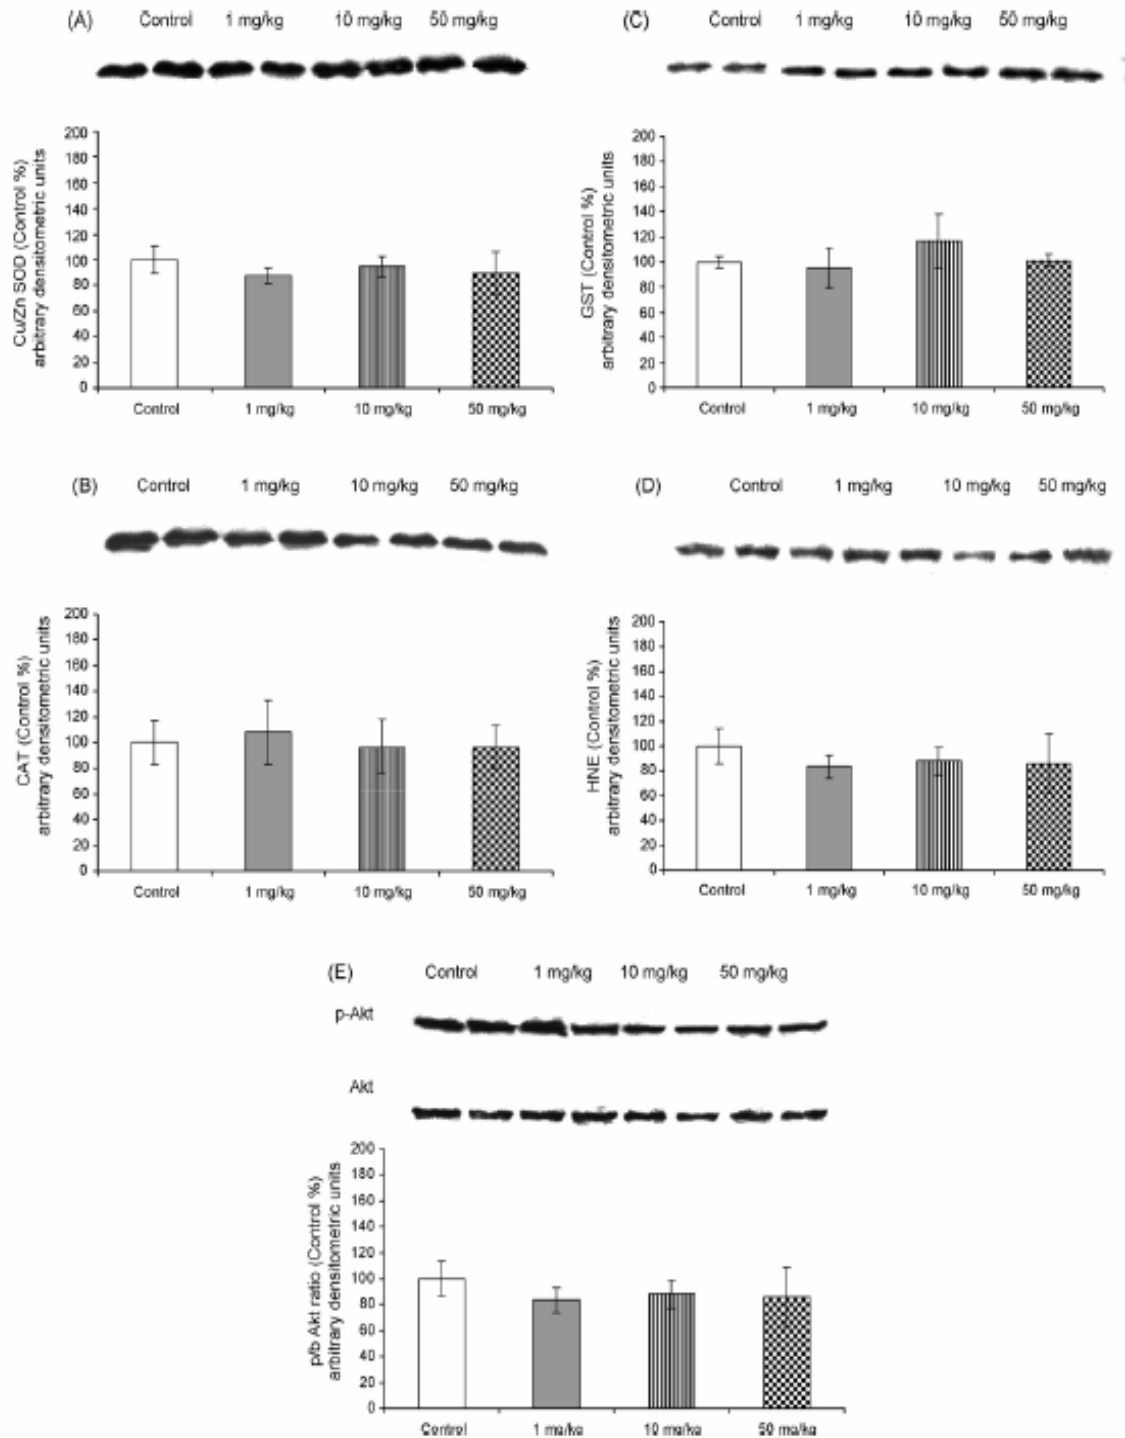 (A) Control 1 mg/kg 10 mg/kg 50 mg/kg
200
180
160
140
120
100
80
60
40
20
0
Cu/Zn SOD (Control %)
arbitrary densitometric units
Control 1 mg/kg 10 mg/kg 50 mg/kg
(C) Control 1 mg/kg 10 mg/kg 50 mg/kg
200
180
160
140
120
100
80
60
40
20
0
GST (Control %)
arbitrary densitometric units
Control 1 mg/kg 10 mg/kg 50 mg/kg
(B) Control 1 mg/kg 10 mg/kg 50 mg/kg
200
180
160
140
120
100
80
60
40
20
0
CAT (Control %)
arbitrary densitometric units
Control 1 mg/kg 10 mg/kg 50 mg/kg
(D) Control 1 mg/kg 10 mg/kg 50 mg/kg
200
180
160
140
120
100
80
60
40
20
0
HNE (Control %)
arbitrary densitometric units
Control 1 mg/kg 10 mg/kg 50 mg/kg
(E) Control 1 mg/kg 10 mg/kg 50 mg/kg
p-Akt
Akt
200
180
160
140
120
100
80
60
40
20
0
p/b Akt ratio (Control %)
arbitrary densitometric units
Control 1 mg/kg 10 mg/kg 50 mg/kg